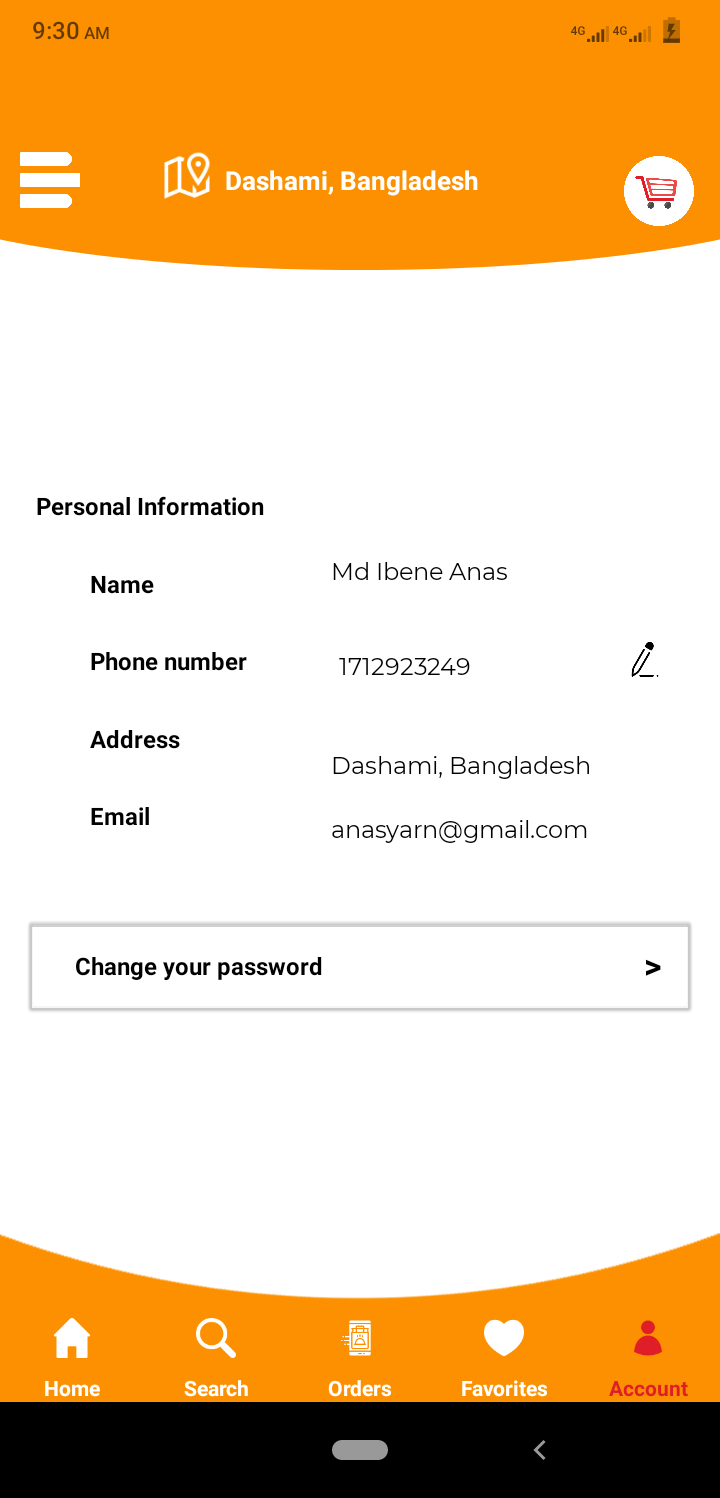 9:30 AM
4G 4G
Dashami, Bangladesh
Personal Information
Name Md Ibene Anas
Phone number 1712923249
Address Dashami, Bangladesh
Email anasyarn@gmail.com
Change your password >
Home Search Orders Favorites Account